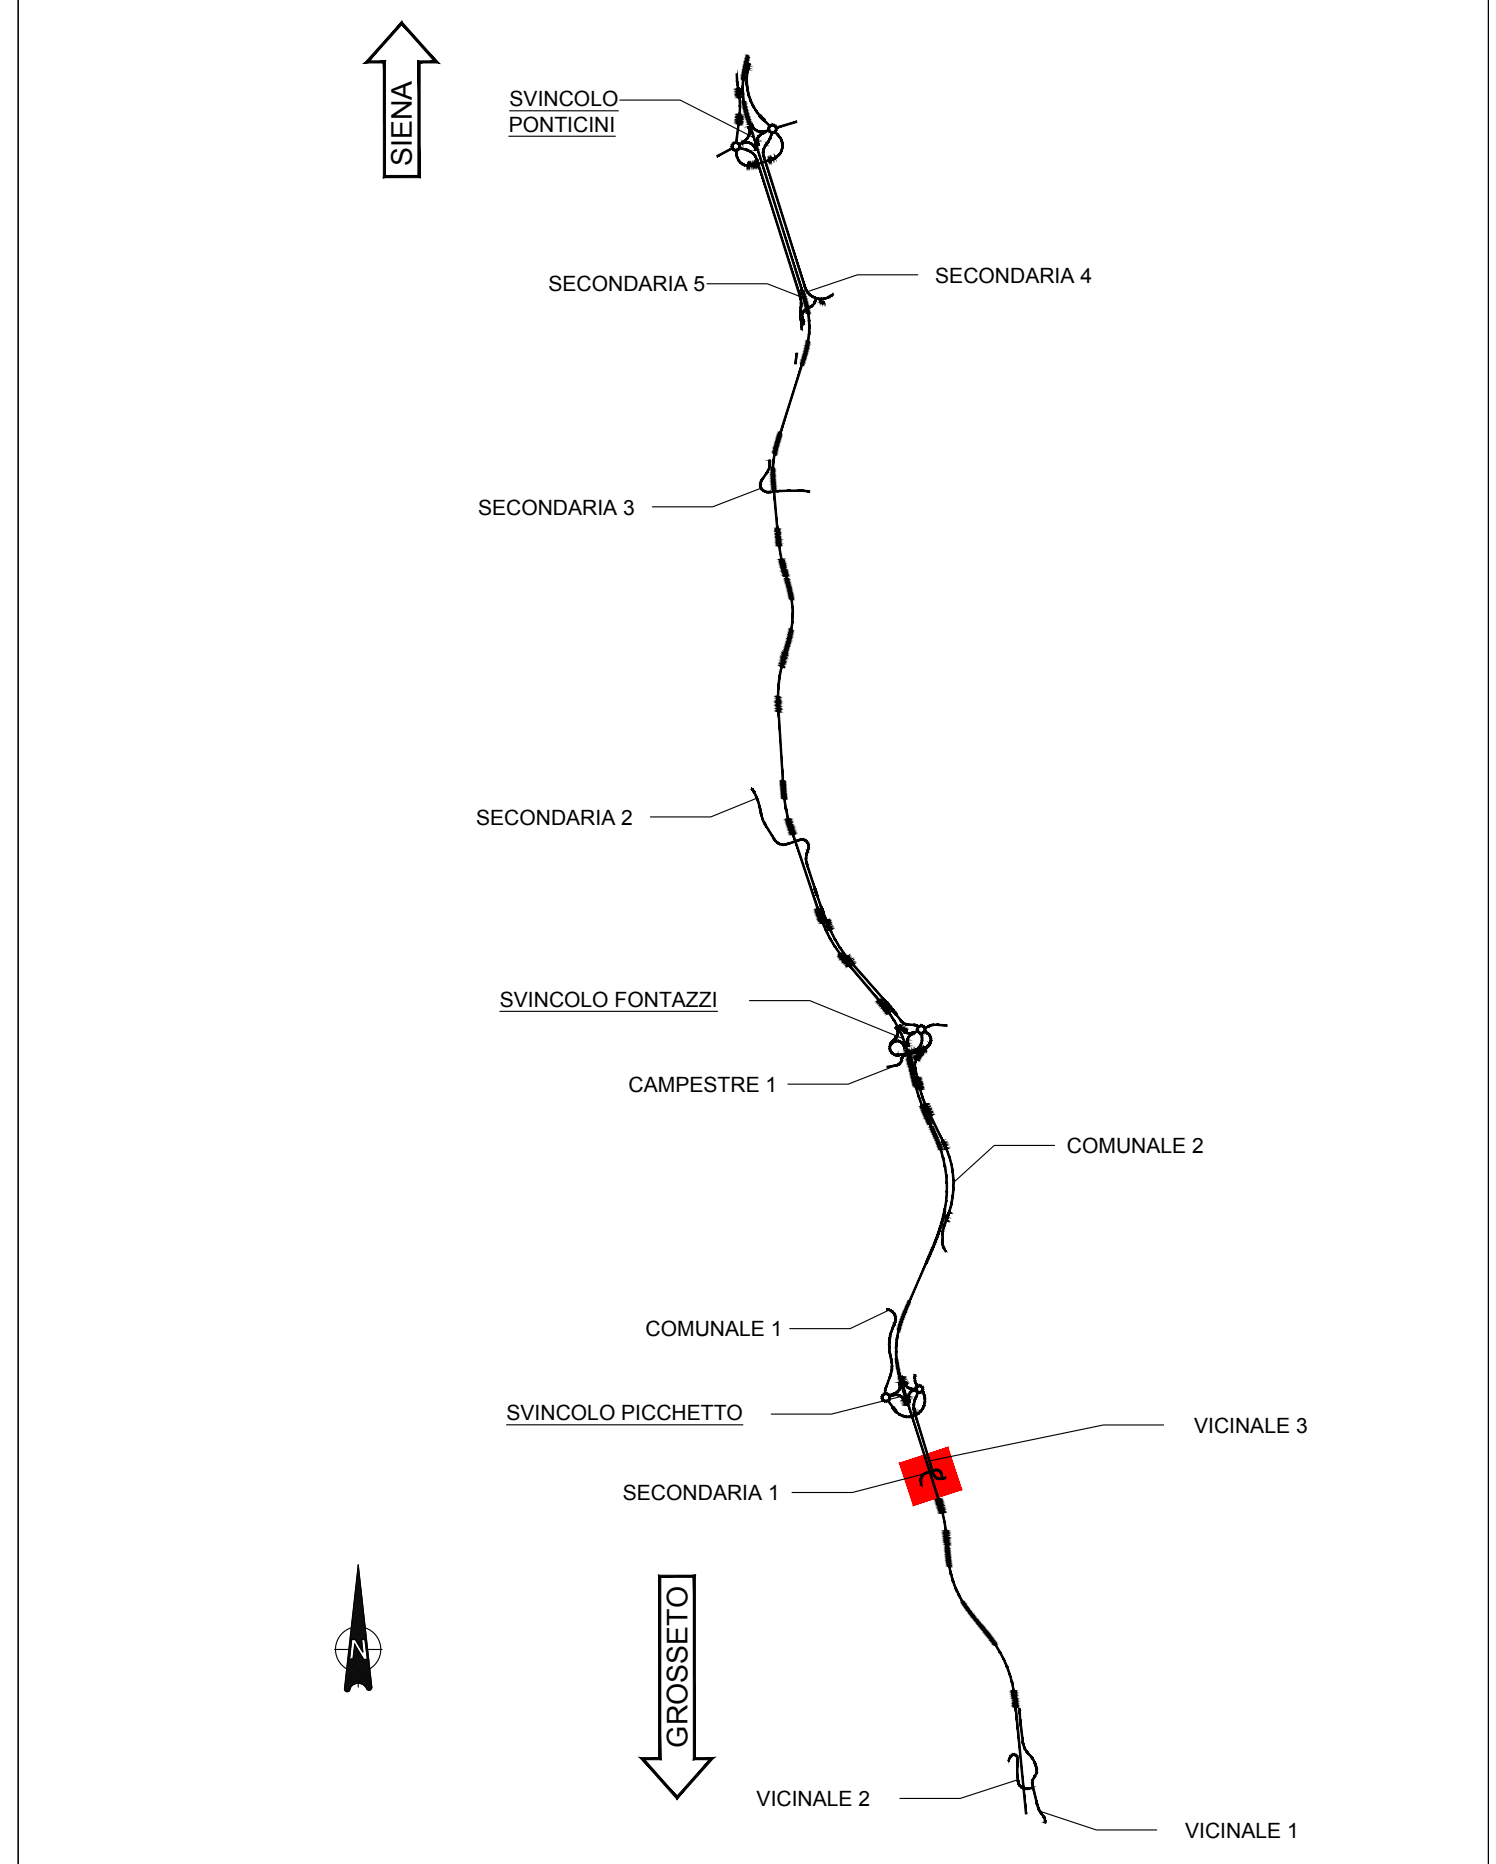 SIENA
SVINCOLO
PONTICINI
SECONDARIA 4
SECONDARIA 5
SECONDARIA 3
SECONDARIA 2
SVINCOLO FONTAZZI
CAMPESTRE 1
COMUNALE 2
COMUNALE 1
SVINCOLO PICCHETTO
VICINALE 3
SECONDARIA 1
N
GROSSETO
VICINALE 2
VICINALE 1